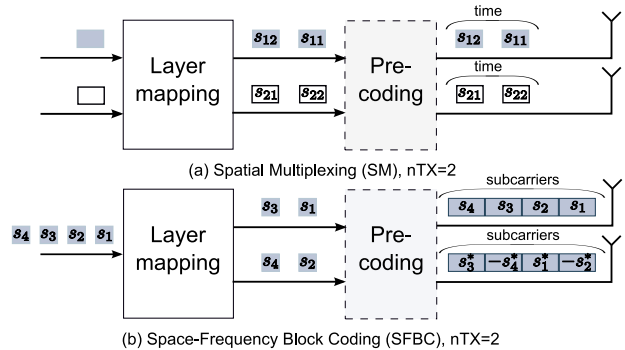 time
s12 s11 s12 s11
Layer mapping
Pre-coding
time
s21 s22 s21 s22
(a) Spatial Multiplexing (SM), nTX=2
subcarriers
s3 s1 s4 s3 s2 s1
s4 s3 s2 s1
Layer mapping
Pre-coding
subcarriers
s4 s2 s3* −s4* s1* −s2*
(b) Space-Frequency Block Coding (SFBC), nTX=2